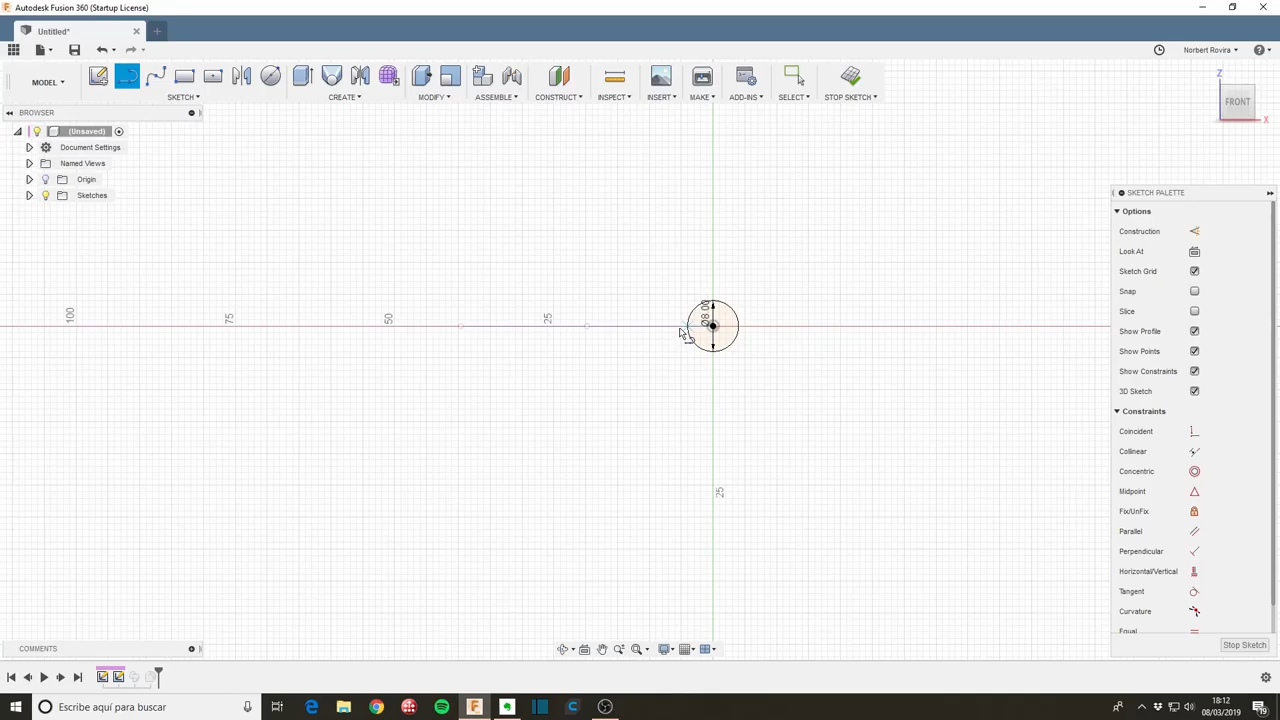 Autodesk Fusion 360 (Startup License)
Untitled*
Norbert Rovira
MODEL
SKETCH
CREATE
MODIFY
ASSEMBLE
CONSTRUCT
INSPECT
INSERT
MAKE
ADD-INS
SELECT
STOP SKETCH
BROWSER
(Unsaved)
Document Settings
Named Views
Origin
Sketches
Z
FRONT
X
100
75
50
25
Ø8.00
25
SKETCH PALETTE
Options
Construction
Look At
Sketch Grid
Snap
Slice
Show Profile
Show Points
Show Constraints
3D Sketch
Constraints
Coincident
Collinear
Concentric
Midpoint
Fix/UnFix
Parallel
Perpendicular
Horizontal/Vertical
Tangent
Curvature
Equal
Stop Sketch
COMMENTS
Escribe aquí para buscar
18:12
08/03/2019